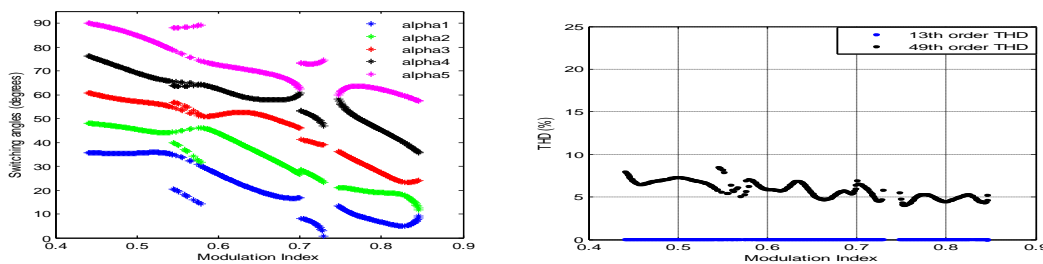 90
80
70
60
50
40
30
20
10
0
Switching angles (degrees)
alpha1
alpha2
alpha3
alpha4
alpha5
0.4
0.5
0.6
0.7
0.8
0.9
Modulation Index
25
20
15
10
5
0
THD (%)
13th order THD
49th order THD
0.4
0.5
0.6
0.7
0.8
0.9
Modulation Index